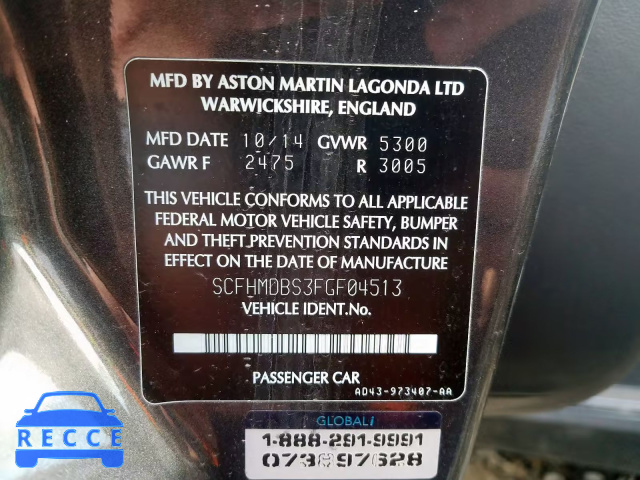 MFD BY ASTON MARTIN LAGONDA LTD
WARWICKSHIRE, ENGLAND
MFD DATE 10/14 GVWR 5300
GAWR F 2475 R 3005
THIS VEHICLE CONFORMS TO ALL APPLICABLE
FEDERAL MOTOR VEHICLE SAFETY, BUMPER
AND THEFT PREVENTION STANDARDS IN
EFFECT ON THE DATE OF MANUFACTURE.
SCFHMDBS3FGF04513
VEHICLE IDENT.No.
PASSENGER CAR
AD43-973407-AA
GLOBALi
1-888-291-9991
RECCE